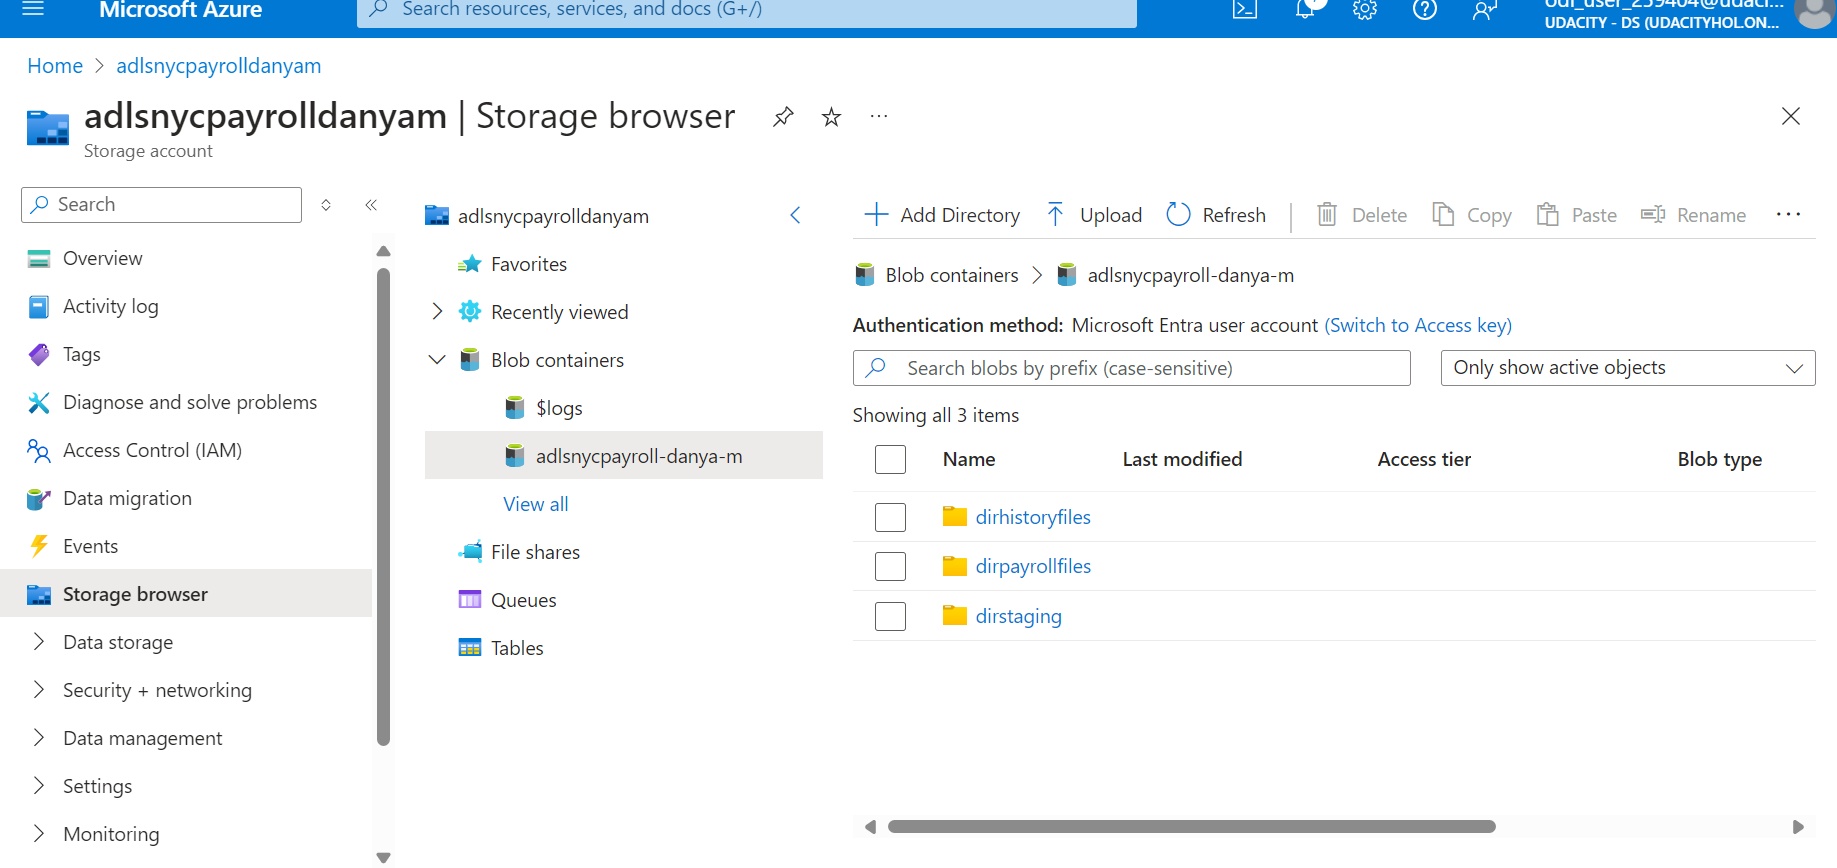 Microsoft Azure
Search resources, services, and docs (G+/)
odl_user_259404@udaci...
UDACITY - DS (UDACITYHOL.ON...
Home > adlsnycpayrolldanyam
adlsnycpayrolldanyam | Storage browser
Storage account
Search
Overview
Activity log
Tags
Diagnose and solve problems
Access Control (IAM)
Data migration
Events
Storage browser
Data storage
Security + networking
Data management
Settings
Monitoring
adlsnycpayrolldanyam
Favorites
Recently viewed
Blob containers
$logs
adlsnycpayroll-danya-m
View all
File shares
Queues
Tables
Add Directory Upload Refresh Delete Copy Paste Rename
Blob containers > adlsnycpayroll-danya-m
Authentication method: Microsoft Entra user account (Switch to Access key)
Search blobs by prefix (case-sensitive)
Only show active objects
Showing all 3 items
Name Last modified Access tier Blob type
dirhistoryfiles
dirpayrollfiles
dirstaging